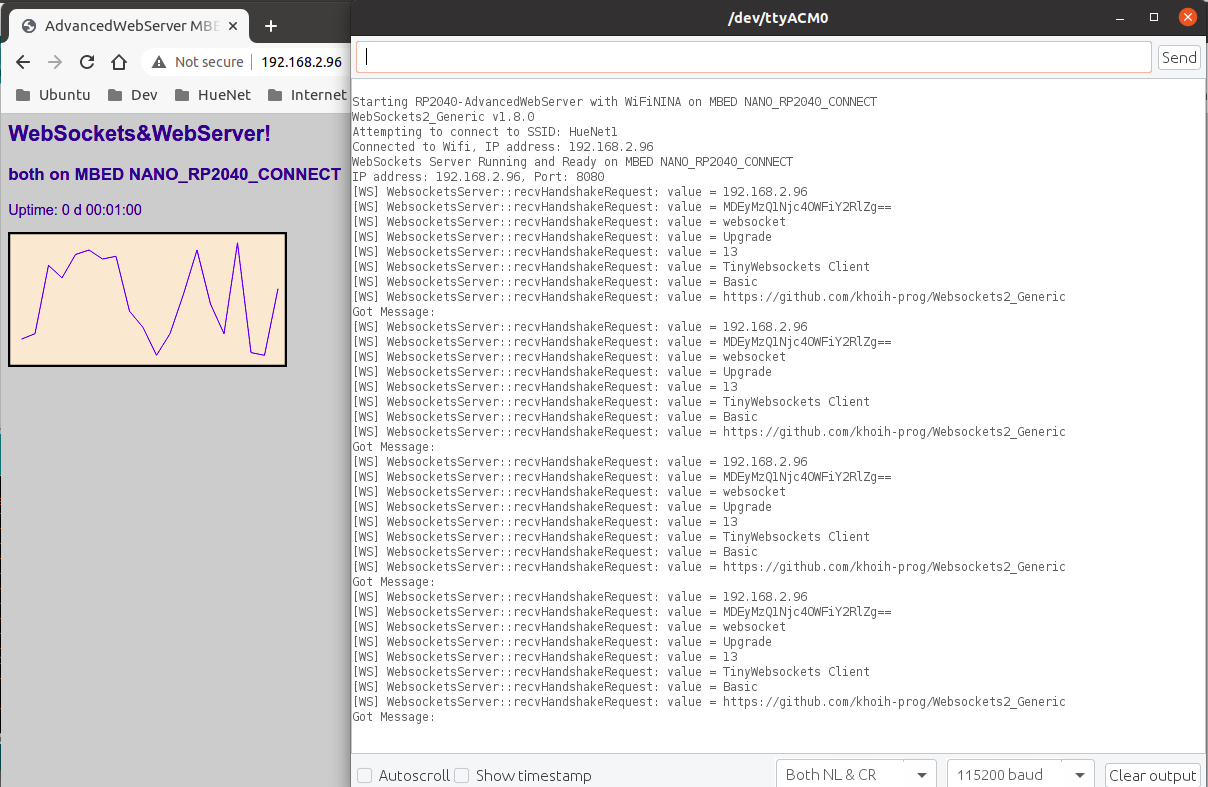 AdvancedWebServer MBE
Not secure
192.168.2.96
Ubuntu
Dev
HueNet
Internet
WebSockets&WebServer!
both on MBED NANO_RP2040_CONNECT
Uptime: 0 d 00:01:00
/dev/ttyACM0
Send
Starting RP2040-AdvancedWebServer with WiFiNINA on MBED NANO_RP2040_CONNECT
WebSockets2_Generic v1.8.0
Attempting to connect to SSID: HueNet1
Connected to Wifi, IP address: 192.168.2.96
WebSockets Server Running and Ready on MBED NANO_RP2040_CONNECT
IP address: 192.168.2.96, Port: 8080
[WS] WebsocketsServer::recvHandshakeRequest: value = 192.168.2.96
[WS] WebsocketsServer::recvHandshakeRequest: value = MDEyMzQ1Njc4OWFiY2RlZg==
[WS] WebsocketsServer::recvHandshakeRequest: value = websocket
[WS] WebsocketsServer::recvHandshakeRequest: value = Upgrade
[WS] WebsocketsServer::recvHandshakeRequest: value = 13
[WS] WebsocketsServer::recvHandshakeRequest: value = TinyWebsockets Client
[WS] WebsocketsServer::recvHandshakeRequest: value = Basic
[WS] WebsocketsServer::recvHandshakeRequest: value = https://github.com/khoih-prog/Websockets2_Generic
Got Message:
[WS] WebsocketsServer::recvHandshakeRequest: value = 192.168.2.96
[WS] WebsocketsServer::recvHandshakeRequest: value = MDEyMzQ1Njc4OWFiY2RlZg==
[WS] WebsocketsServer::recvHandshakeRequest: value = websocket
[WS] WebsocketsServer::recvHandshakeRequest: value = Upgrade
[WS] WebsocketsServer::recvHandshakeRequest: value = 13
[WS] WebsocketsServer::recvHandshakeRequest: value = TinyWebsockets Client
[WS] WebsocketsServer::recvHandshakeRequest: value = Basic
[WS] WebsocketsServer::recvHandshakeRequest: value = https://github.com/khoih-prog/Websockets2_Generic
Got Message:
[WS] WebsocketsServer::recvHandshakeRequest: value = 192.168.2.96
[WS] WebsocketsServer::recvHandshakeRequest: value = MDEyMzQ1Njc4OWFiY2RlZg==
[WS] WebsocketsServer::recvHandshakeRequest: value = websocket
[WS] WebsocketsServer::recvHandshakeRequest: value = Upgrade
[WS] WebsocketsServer::recvHandshakeRequest: value = 13
[WS] WebsocketsServer::recvHandshakeRequest: value = TinyWebsockets Client
[WS] WebsocketsServer::recvHandshakeRequest: value = Basic
[WS] WebsocketsServer::recvHandshakeRequest: value = https://github.com/khoih-prog/Websockets2_Generic
Got Message:
[WS] WebsocketsServer::recvHandshakeRequest: value = 192.168.2.96
[WS] WebsocketsServer::recvHandshakeRequest: value = MDEyMzQ1Njc4OWFiY2RlZg==
[WS] WebsocketsServer::recvHandshakeRequest: value = websocket
[WS] WebsocketsServer::recvHandshakeRequest: value = Upgrade
[WS] WebsocketsServer::recvHandshakeRequest: value = 13
[WS] WebsocketsServer::recvHandshakeRequest: value = TinyWebsockets Client
[WS] WebsocketsServer::recvHandshakeRequest: value = Basic
[WS] WebsocketsServer::recvHandshakeRequest: value = https://github.com/khoih-prog/Websockets2_Generic
Got Message:
Autoscroll
Show timestamp
Both NL & CR
115200 baud
Clear output